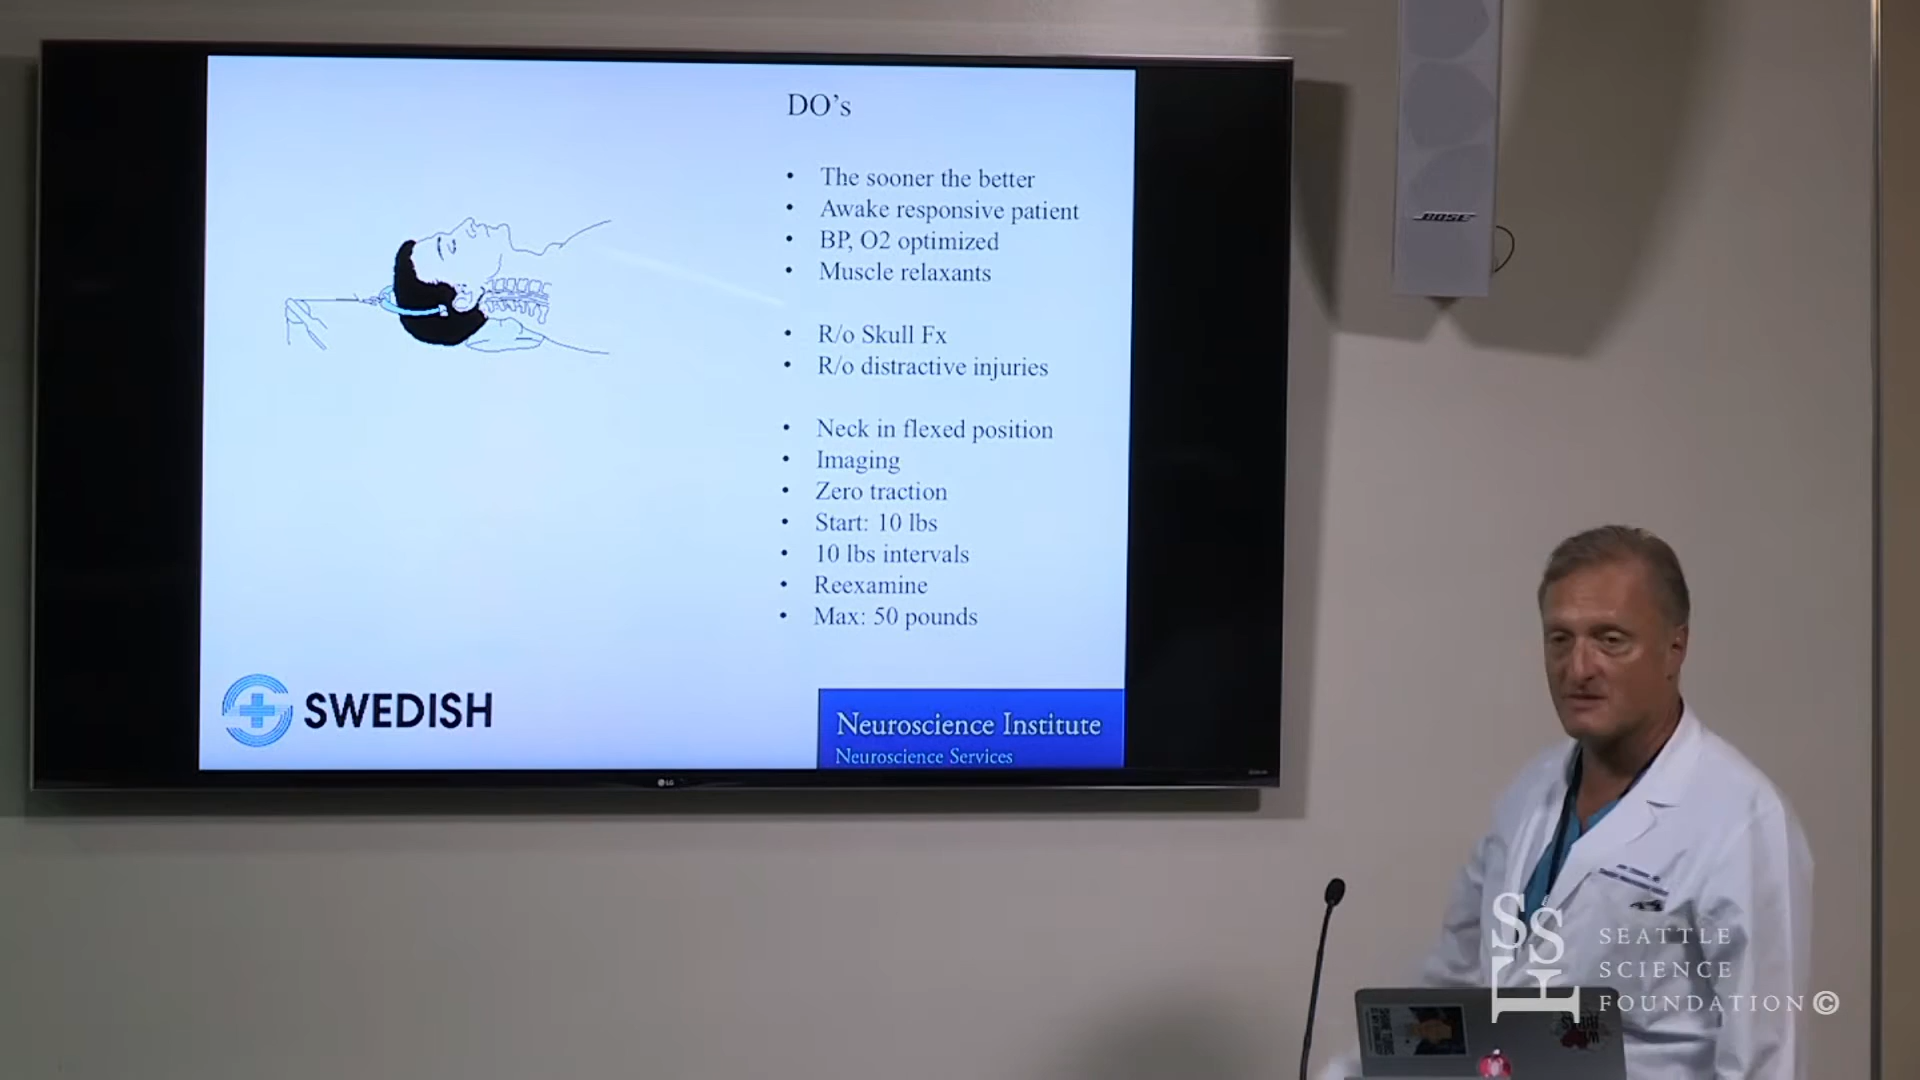 DO's
• The sooner the better
• Awake responsive patient
• BP, O2 optimized
• Muscle relaxants
• R/o Skull Fx
• R/o distractive injuries
• Neck in flexed position
• Imaging
• Zero traction
• Start: 10 lbs
• 10 lbs intervals
• Reexamine
• Max: 50 pounds
SWEDISH
Neuroscience Institute
Neuroscience Services
LG
BOSE
SSF
SEATTLE
SCIENCE
FOUNDATION©